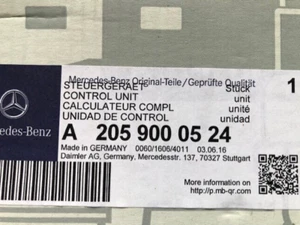 Mercedes-Benz Original-Teile/Geprüfte Qualität
STEUERGERAET Stück
CONTROL UNIT unit
CALCULATEUR COMPL unité
UNIDAD DE CONTROL unidad
1
edes-Benz
A 205 900 05 24
Made in GERMANY 0060/1606/4011 03.06.16
Daimler AG, Germany, Mercedesstr. 137, 70327 Stuttgart
More information on
http://p.mb-qr.com